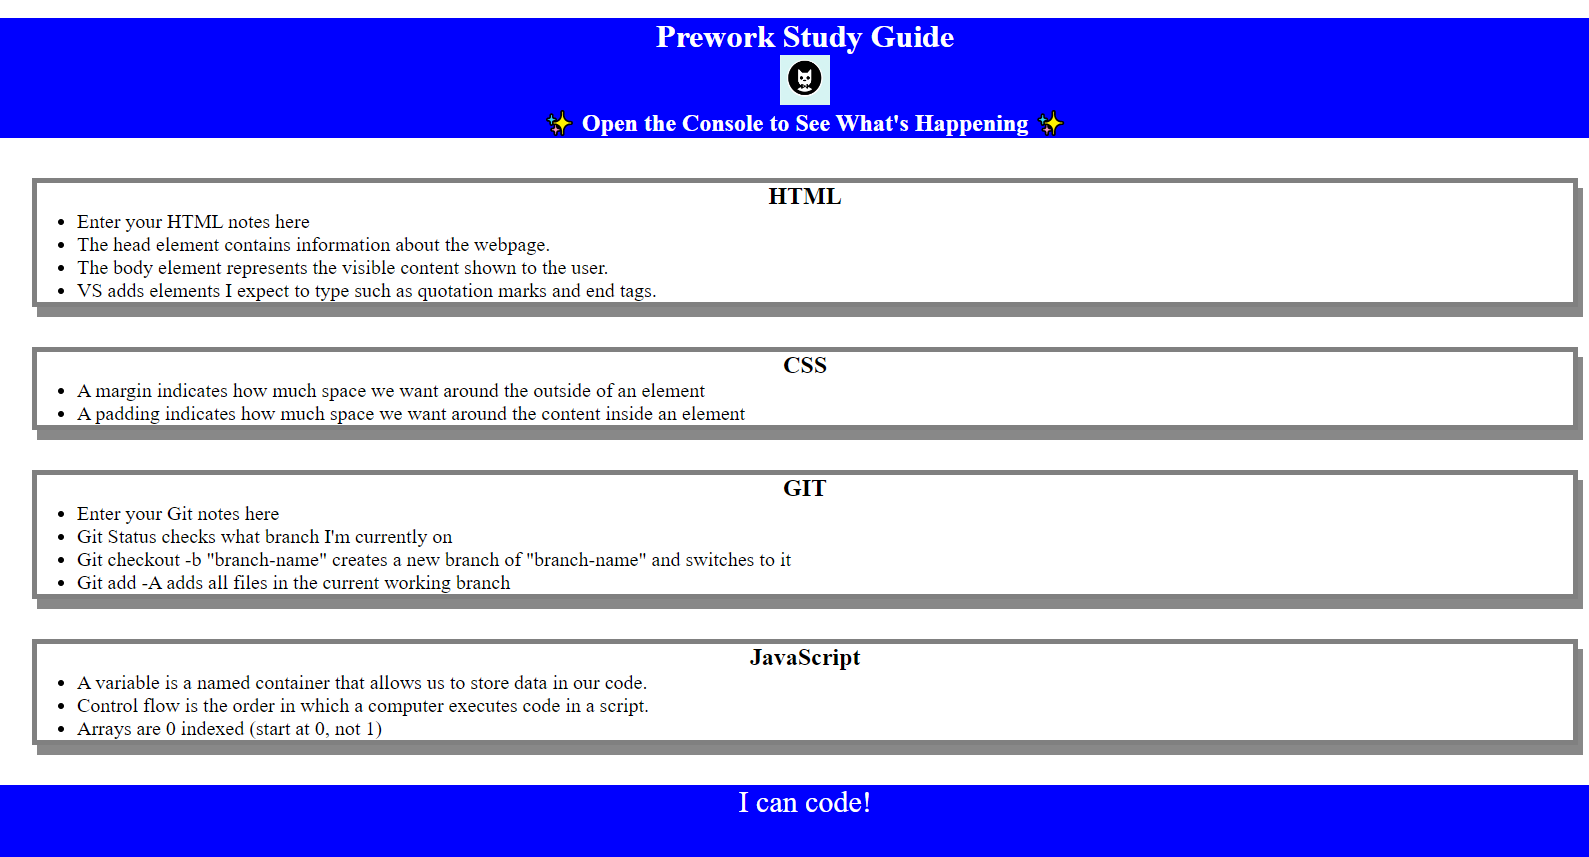 Prework Study Guide
✨ Open the Console to See What's Happening ✨
HTML
• Enter your HTML notes here
• The head element contains information about the webpage.
• The body element represents the visible content shown to the user.
• VS adds elements I expect to type such as quotation marks and end tags.
CSS
• A margin indicates how much space we want around the outside of an element
• A padding indicates how much space we want around the content inside an element
GIT
• Enter your Git notes here
• Git Status checks what branch I'm currently on
• Git checkout -b "branch-name" creates a new branch of "branch-name" and switches to it
• Git add -A adds all files in the current working branch
JavaScript
• A variable is a named container that allows us to store data in our code.
• Control flow is the order in which a computer executes code in a script.
• Arrays are 0 indexed (start at 0, not 1)
I can code!